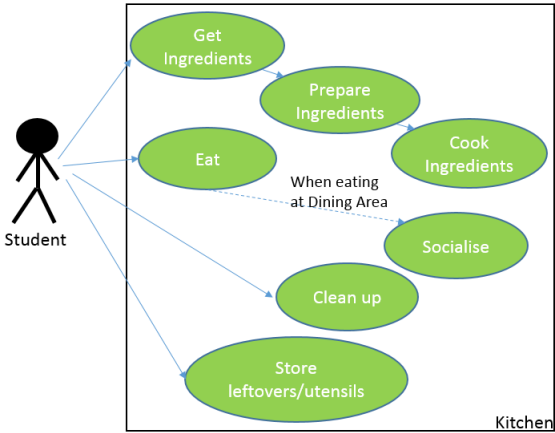 Get
Ingredients
Prepare
Ingredients
Cook
Ingredients
Eat
When eating
at Dining Area
Student
Socialise
Clean up
Store
leftovers/utensils
Kitchen